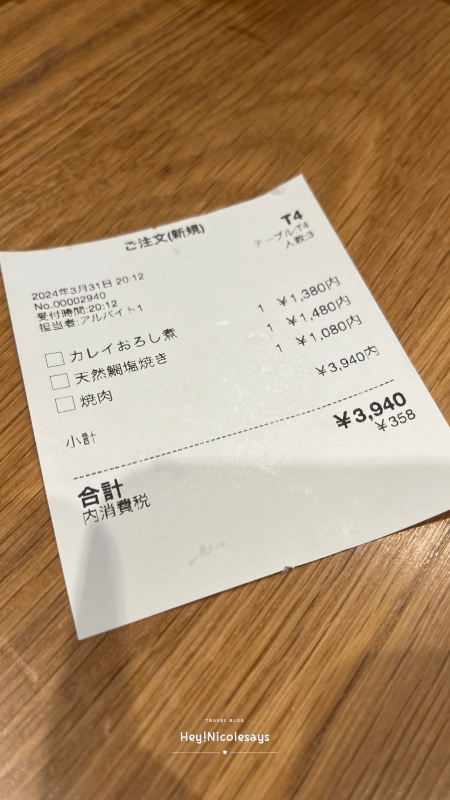 ご注文(新規)
T4
テーブル:T4
人数:3
2024年3月31日 20:12
No.00002940
受付時間:20:12
担当者:アルバイト1
カレイおろし煮 1 ¥1,380内
天然鯛塩焼き 1 ¥1,480内
焼肉 1 ¥1,080内
小計 ¥3,940内
合計 ¥3,940
内消費税 ¥358
TRAVEL BLOG
Hey!Nicolesays